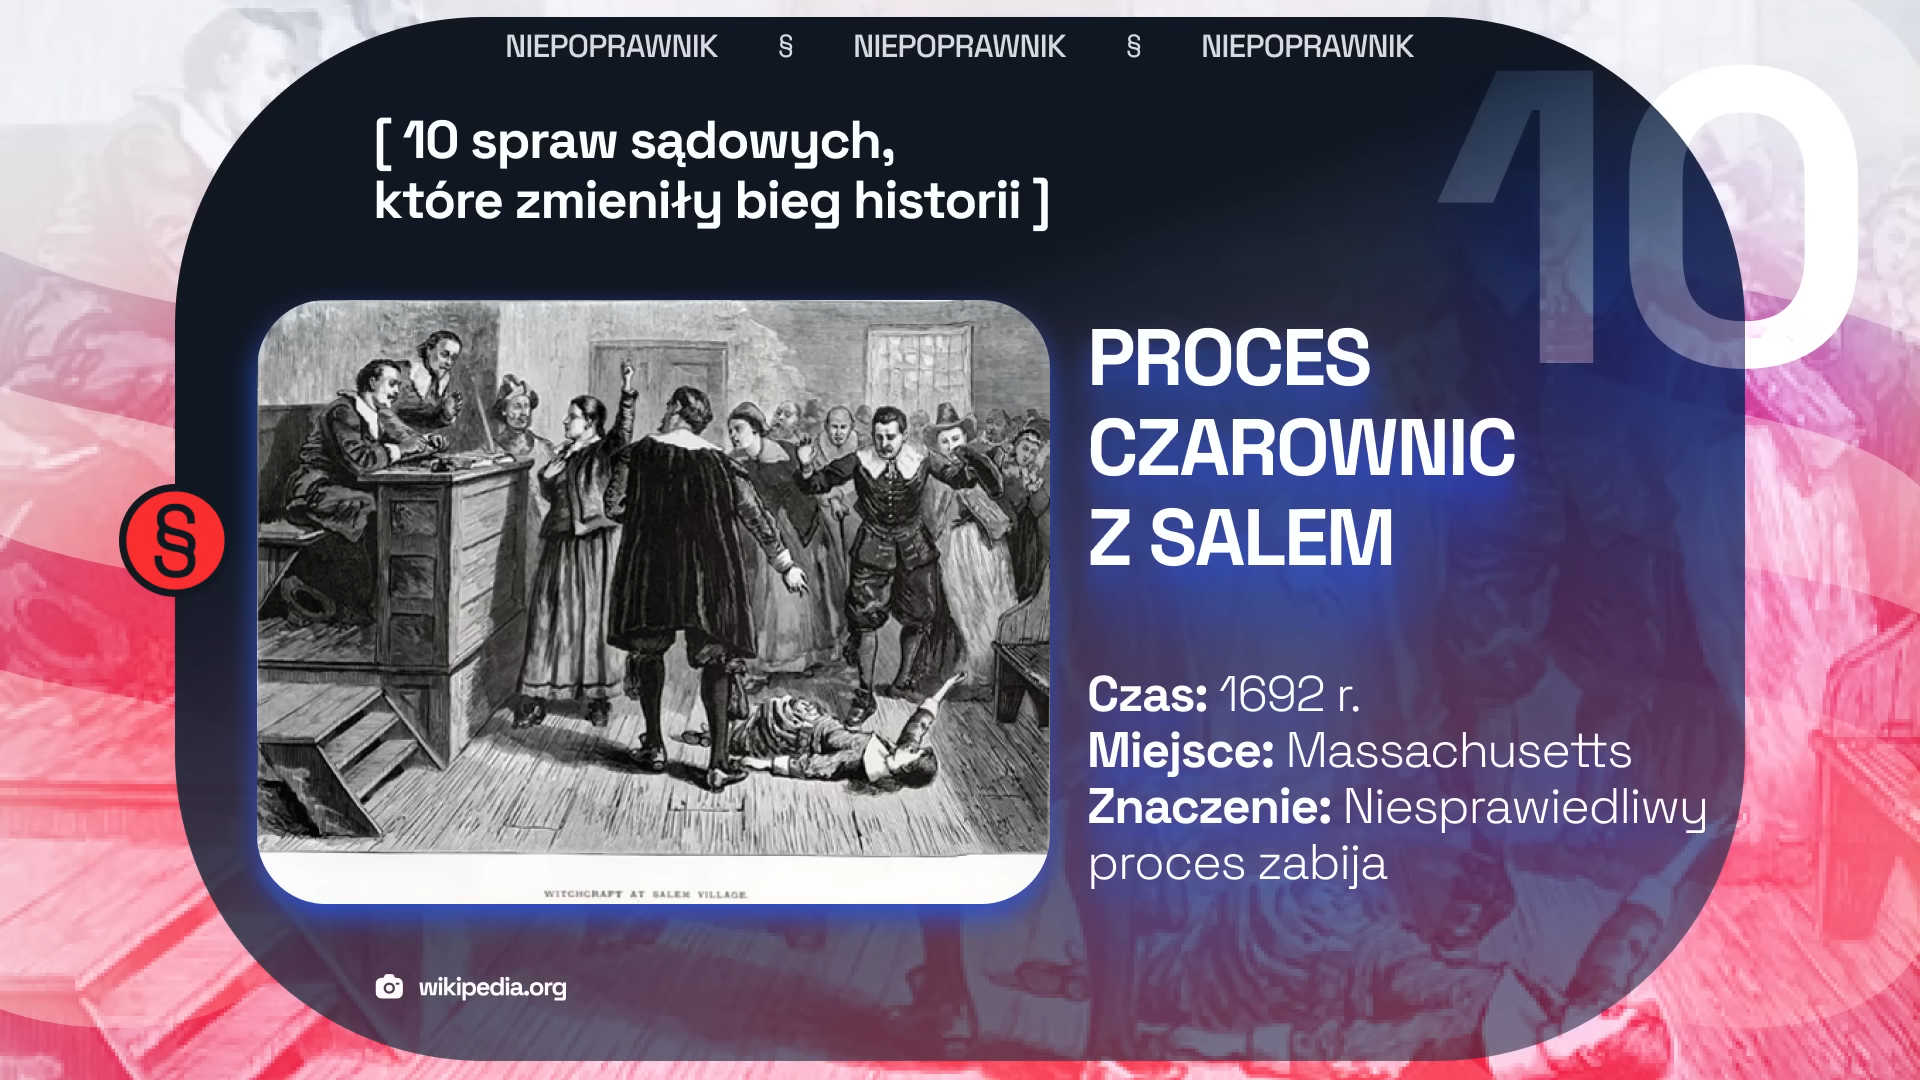 NIEPOPRAWNIK § NIEPOPRAWNIK § NIEPOPRAWNIK
10
[ 10 spraw sądowych,
które zmieniły bieg historii ]
PROCES
CZAROWNIC
Z SALEM
§
Czas: 1692 r.
Miejsce: Massachusetts
Znaczenie: Niesprawiedliwy
proces zabija
WITCHCRAFT AT SALEM VILLAGE.
wikipedia.org